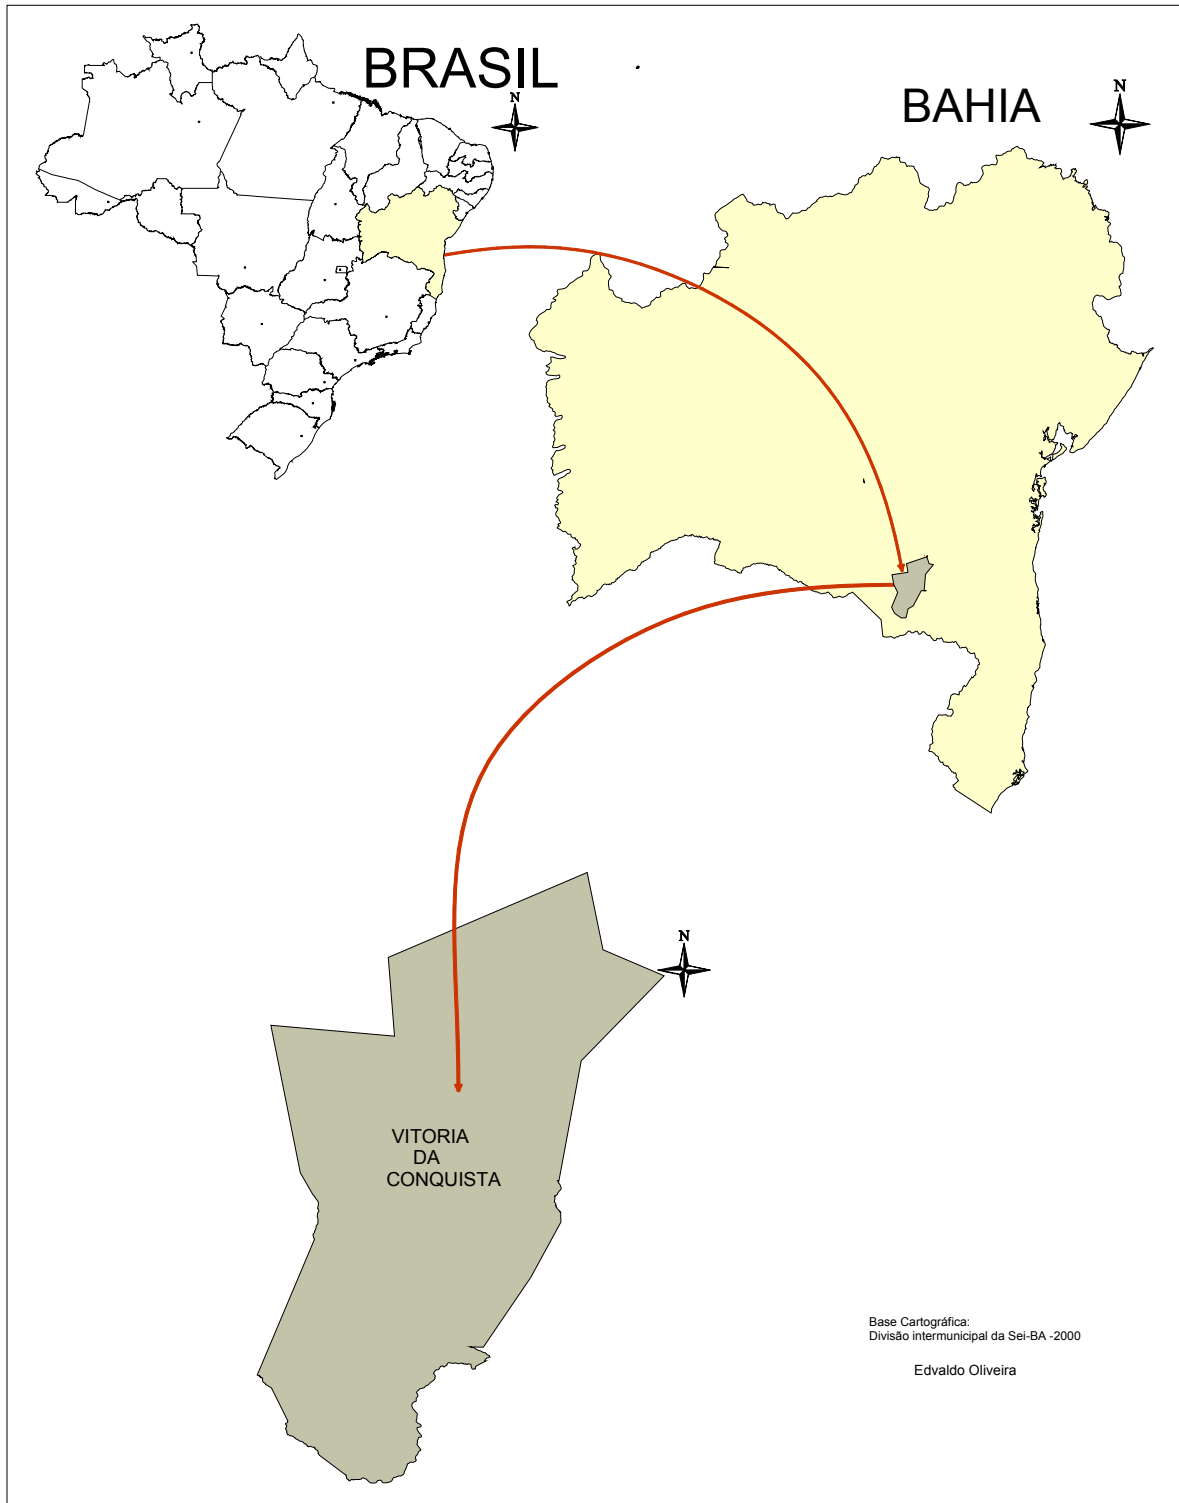 BRASIL
N
BAHIA
N
N
VITORIA
DA
CONQUISTA
Base Cartográfica:
Divisão intermunicipal da Sei-BA -2000
Edvaldo Oliveira